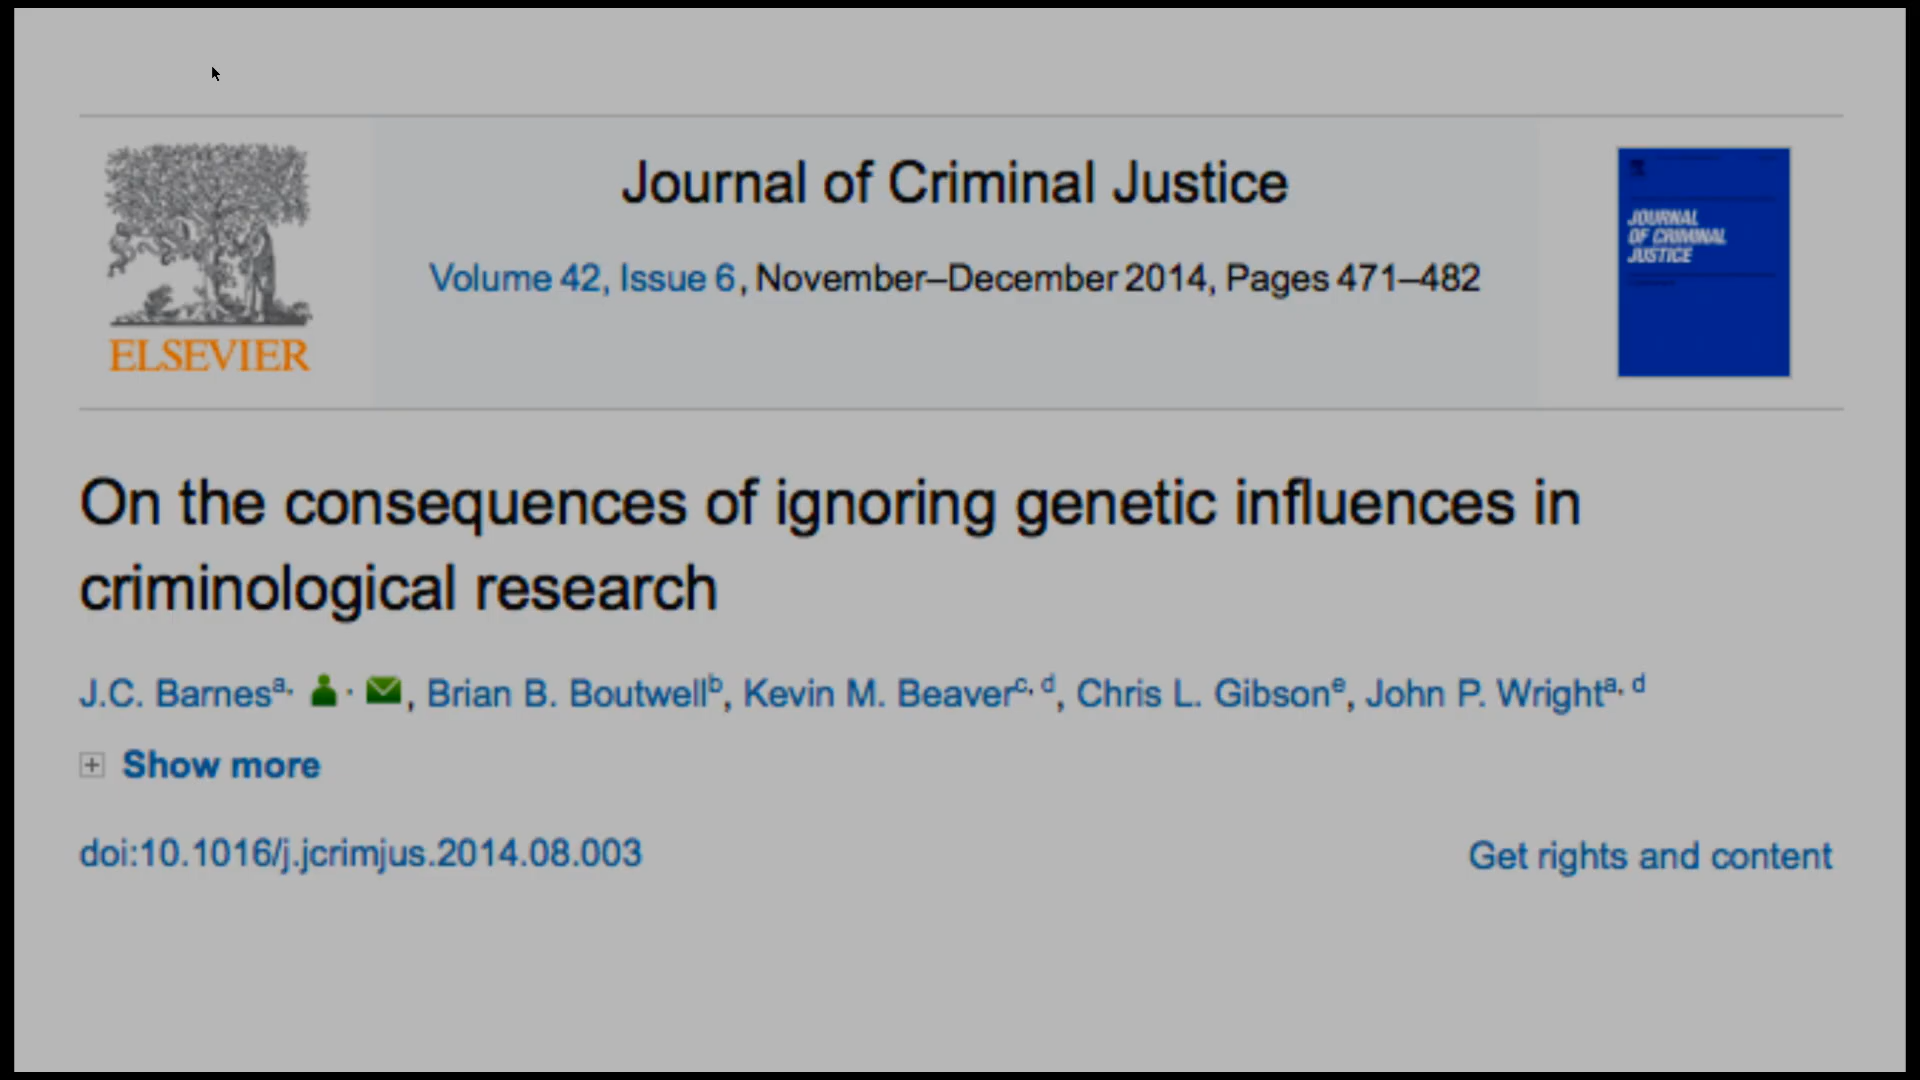 Journal of Criminal Justice
Volume 42, Issue 6, November–December 2014, Pages 471–482
ELSEVIER
JOURNAL
OF CRIMINAL
JUSTICE
On the consequences of ignoring genetic influences in
criminological research
J.C. Barnesa, , Brian B. Boutwellb, Kevin M. Beaverc, d, Chris L. Gibsone, John P. Wrighta, d
Show more
doi:10.1016/j.jcrimjus.2014.08.003
Get rights and content